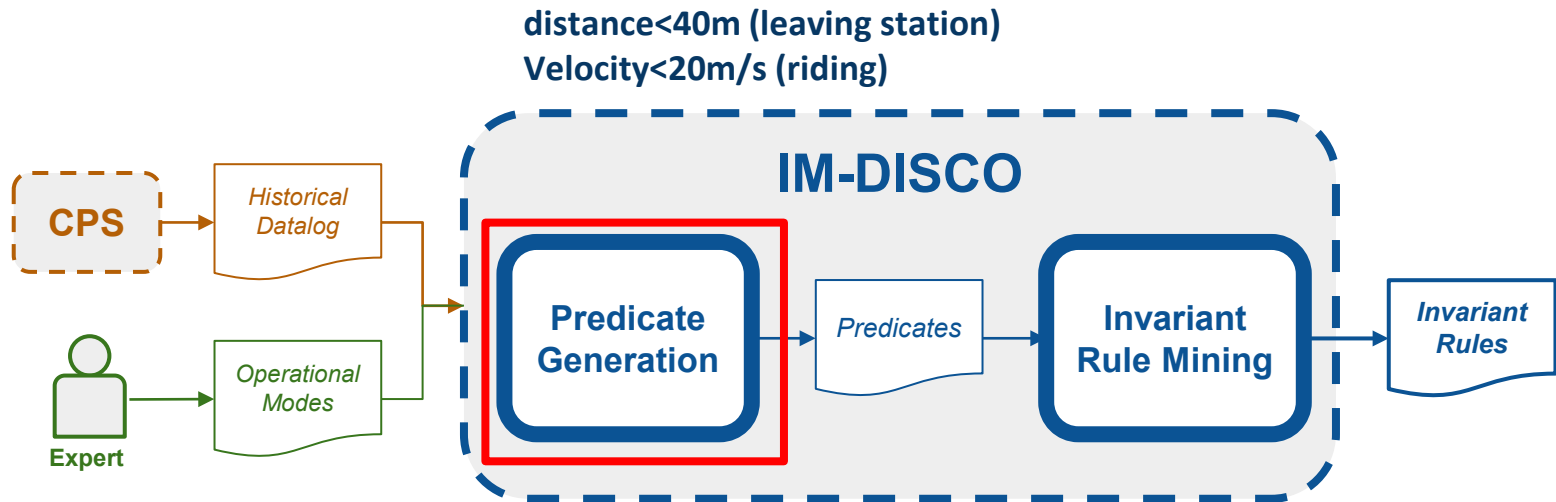 distance<40m (leaving station)
Velocity<20m/s (riding)
IM-DISCO
CPS
Historical
Datalog
Expert
Operational
Modes
Predicate
Generation
Predicates
Invariant
Rule Mining
Invariant
Rules